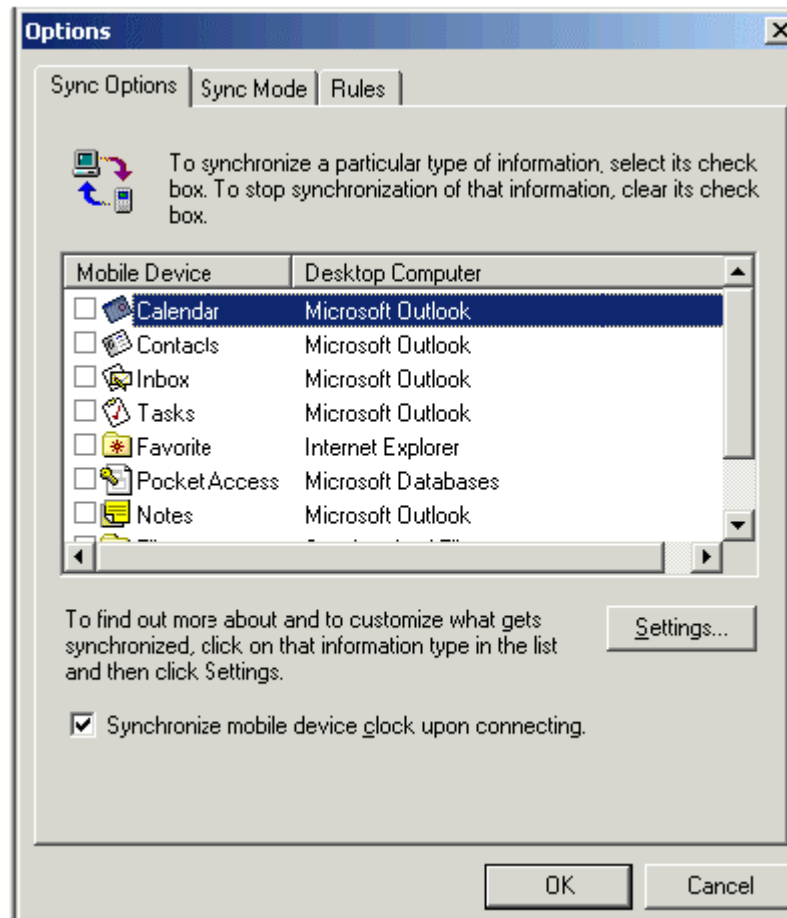 Options
Sync Options Sync Mode Rules
To synchronize a particular type of information, select its check
box. To stop synchronization of that information, clear its check
box.
Mobile Device Desktop Computer
Calendar Microsoft Outlook
Contacts Microsoft Outlook
Inbox Microsoft Outlook
Tasks Microsoft Outlook
Favorite Internet Explorer
Pocket Access Microsoft Databases
Notes Microsoft Outlook
To find out more about and to customize what gets
synchronized, click on that information type in the list
and then click Settings.
Settings...
Synchronize mobile device clock upon connecting.
OK Cancel